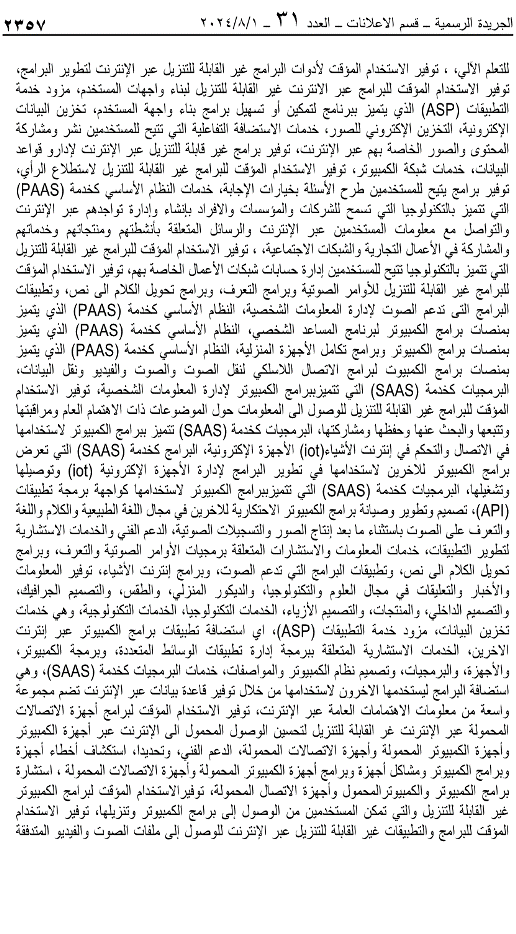 الجريدة الرسمية ــ قسم الاعلانات ــ العدد ٣١ ــ ٢٠٢٤/٨/١
٢٣٥٧
للتعلم الآلي، ، توفير الاستخدام المؤقت لأدوات البرامج غير القابلة للتنزيل عبر الإنترنت لتطوير البرامج،
توفير الاستخدام المؤقت للبرامج عبر الانترنت غير القابلة للتنزيل لبناء واجهات المستخدم، مزود خدمة
التطبيقات (ASP) الذي يتميز ببرنامج لتمكين أو تسهيل برامج بناء واجهة المستخدم، تخزين البيانات
الإلكترونية، التخزين الإلكتروني للصور، خدمات الاستضافة التفاعلية التي تتيح للمستخدمين نشر ومشاركة
المحتوى والصور الخاصة بهم عبر الإنترنت، توفير برامج غير قابلة للتنزيل عبر الإنترنت لإدارو قواعد
البيانات، خدمات شبكة الكمبيوتر، توفير الاستخدام المؤقت للبرامج غير القابلة للتنزيل لاستطلاع الرأي،
توفير برامج يتيح للمستخدمين طرح الأسئلة بخيارات الإجابة، خدمات النظام الأساسي كخدمة (PAAS)
التي تتميز بالتكنولوجيا التي تسمح للشركات والمؤسسات والافراد بإنشاء وإدارة تواجدهم عبر الإنترنت
والتواصل مع معلومات المستخدمين عبر الإنترنت والرسائل المتعلقة بأنشطتهم ومنتجاتهم وخدماتهم
والمشاركة في الأعمال التجارية والشبكات الاجتماعية، ، توفير الاستخدام المؤقت للبرامج غير القابلة للتنزيل
التي تتميز بالتكنولوجيا تتيح للمستخدمين إدارة حسابات شبكات الأعمال الخاصة بهم، توفير الاستخدام المؤقت
للبرامج غير القابلة للتنزيل للأوامر الصوتية وبرامج التعرف، وبرامج تحويل الكلام الى نص، وتطبيقات
البرامج التى تدعم الصوت لإدارة المعلومات الشخصية، النظام الأساسي كخدمة (PAAS) الذي يتميز
بمنصات برامج الكمبيوتر لبرنامج المساعد الشخصي، النظام الأساسي كخدمة (PAAS) الذي يتميز
بمنصات برامج الكمبيوتر وبرامج تكامل الأجهزة المنزلية، النظام الأساسي كخدمة (PAAS) الذي يتميز
بمنصات برامج الكمبيوت لبرامج الاتصال اللاسلكي لنقل الصوت والصوت والفيديو ونقل البيانات،
البرمجيات كخدمة (SAAS) التي تتميزببرامج الكمبيوتر لإدارة المعلومات الشخصية، توفير الاستخدام
المؤقت للبرامج غير القابلة للتنزيل للوصول الى المعلومات حول الموضوعات ذات الاهتمام العام ومراقبتها
وتتبعها والبحث عنها وحفظها ومشاركتها، البرمجيات كخدمة (SAAS) تتميز ببرامج الكمبيوتر لاستخدامها
في الاتصال والتحكم في إنترنت الأشياء(iot) الأجهزة الإلكترونية، البرامج كخدمة (SAAS) التي تعرض
برامج الكمبيوتر للاخرين لاستخدامها في تطوير البرامج لإدارة الأجهزة الإلكترونية (iot) وتوصيلها
وتشغيلها، البرمجيات كخدمة (SAAS) التي تتميزببرامج الكمبيوتر لاستخدامها كواجهة برمجة تطبيقات
(API)، تصميم وتطوير وصيانة برامج الكمبيوتر الاحتكارية للاخرين في مجال اللغة الطبيعية والكلام واللغة
والتعرف على الصوت باستثناء ما بعد إنتاج الصور والتسجيلات الصوتية، الدعم الفني والخدمات الاستشارية
لتطوير التطبيقات، خدمات المعلومات والاستشارات المتعلقة برمجيات الأوامر الصوتية والتعرف، وبرامج
تحويل الكلام الى نص، وتطبيقات البرامج التي تدعم الصوت، وبرامج إنترنت الأشياء، توفير المعلومات
والأخبار والتعليقات في مجال العلوم والتكنولوجيا، والديكور المنزلي، والطقس، والتصميم الجرافيك،
والتصميم الداخلي، والمنتجات، والتصميم الأزياء، الخدمات التكنولوجيا، الخدمات التكنولوجية، وهي خدمات
تخزين البيانات، مزود خدمة التطبيقات (ASP)، اي استضافة تطبيقات برامج الكمبيوتر عبر إنترنت
الاخرين، الخدمات الاستشارية المتعلقة ببرمجة إدارة تطبيقات الوسائط المتعددة، وبرمجة الكمبيوتر،
والأجهزة، والبرمجيات، وتصميم نظام الكمبيوتر والمواصفات، خدمات البرمجيات كخدمة (SAAS)، وهي
استضافة البرامج ليستخدمها الاخرون لاستخدامها من خلال توفير قاعدة بيانات عبر الإنترنت تضم مجموعة
واسعة من معلومات الاهتمامات العامة عبر الإنترنت، توفير الاستخدام المؤقت لبرامج أجهزة الاتصالات
المحمولة عبر الإنترنت غر القابلة للتنزيل لتحسين الوصول المحمول الى الإنترنت عبر أجهزة الكمبيوتر
وأجهزة الكمبيوتر المحمولة وأجهزة الاتصالات المحمولة، الدعم الفني، وتحديدا، استكشاف أخطاء أجهزة
وبرامج الكمبيوتر ومشاكل أجهزة وبرامج أجهزة الكمبيوتر المحمولة وأجهزة الاتصالات المحمولة ، استشارة
برامج الكمبيوتر والكمبيوترالمحمول وأجهزة الاتصال المحمولة، توفيرالاستخدام المؤقت لبرامج الكمبيوتر
غير القابلة للتنزيل والتي تمكن المستخدمين من الوصول إلى برامج الكمبيوتر وتنزيلها، توفير الاستخدام
المؤقت للبرامج والتطبيقات غير القابلة للتنزيل عبر الإنترنت للوصول إلى ملفات الصوت والفيديو المتدفقة